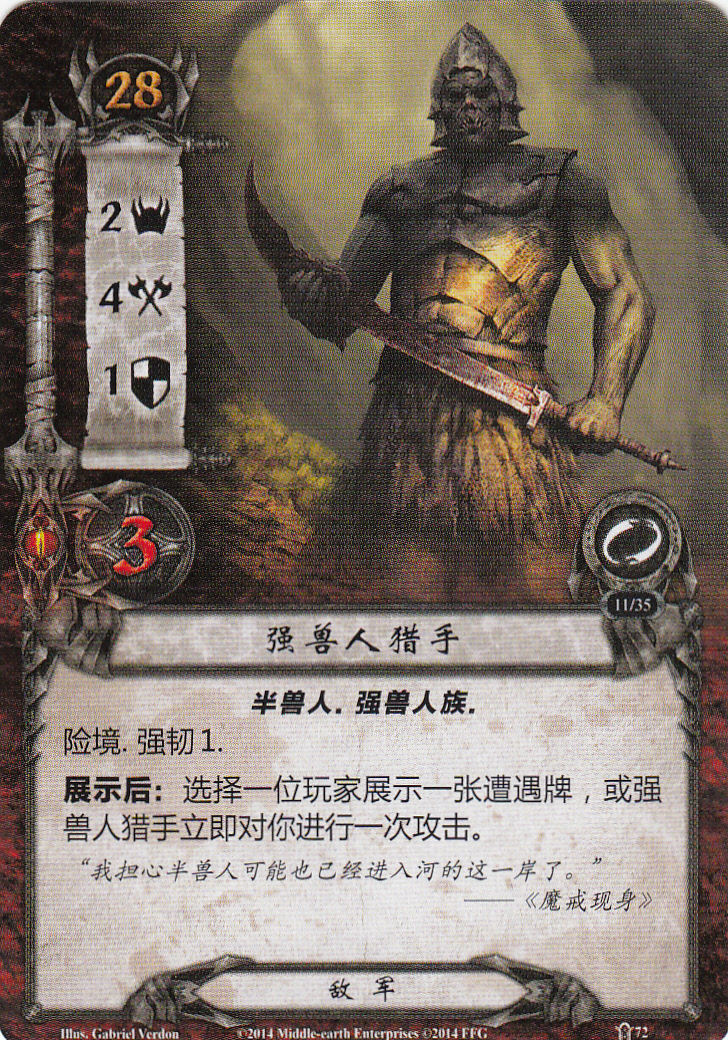 28
2
4
1
3
11/35
强兽人猎手
半兽人. 强兽人族.
险境. 强韧1.
展示后：选择一位玩家展示一张遭遇牌，或强
兽人猎手立即对你进行一次攻击。
“我担心半兽人可能也已经进入河的这一岸了。”
——《魔戒现身》
敌军
Illus. Gabriel Verdon ©2014 Middle-earth Enterprises ©2014 FFG 72